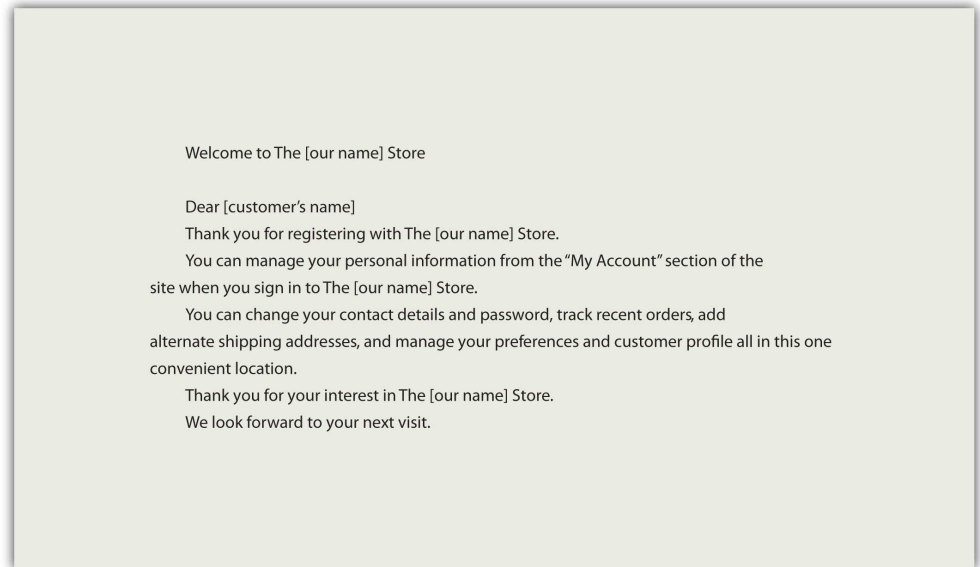 Welcome to The [our name] Store
Dear [customer’s name]
Thank you for registering with The [our name] Store.
You can manage your personal information from the “My Account” section of the
site when you sign in to The [our name] Store.
You can change your contact details and password, track recent orders, add
alternate shipping addresses, and manage your preferences and customer profile all in this one
convenient location.
Thank you for your interest in The [our name] Store.
We look forward to your next visit.